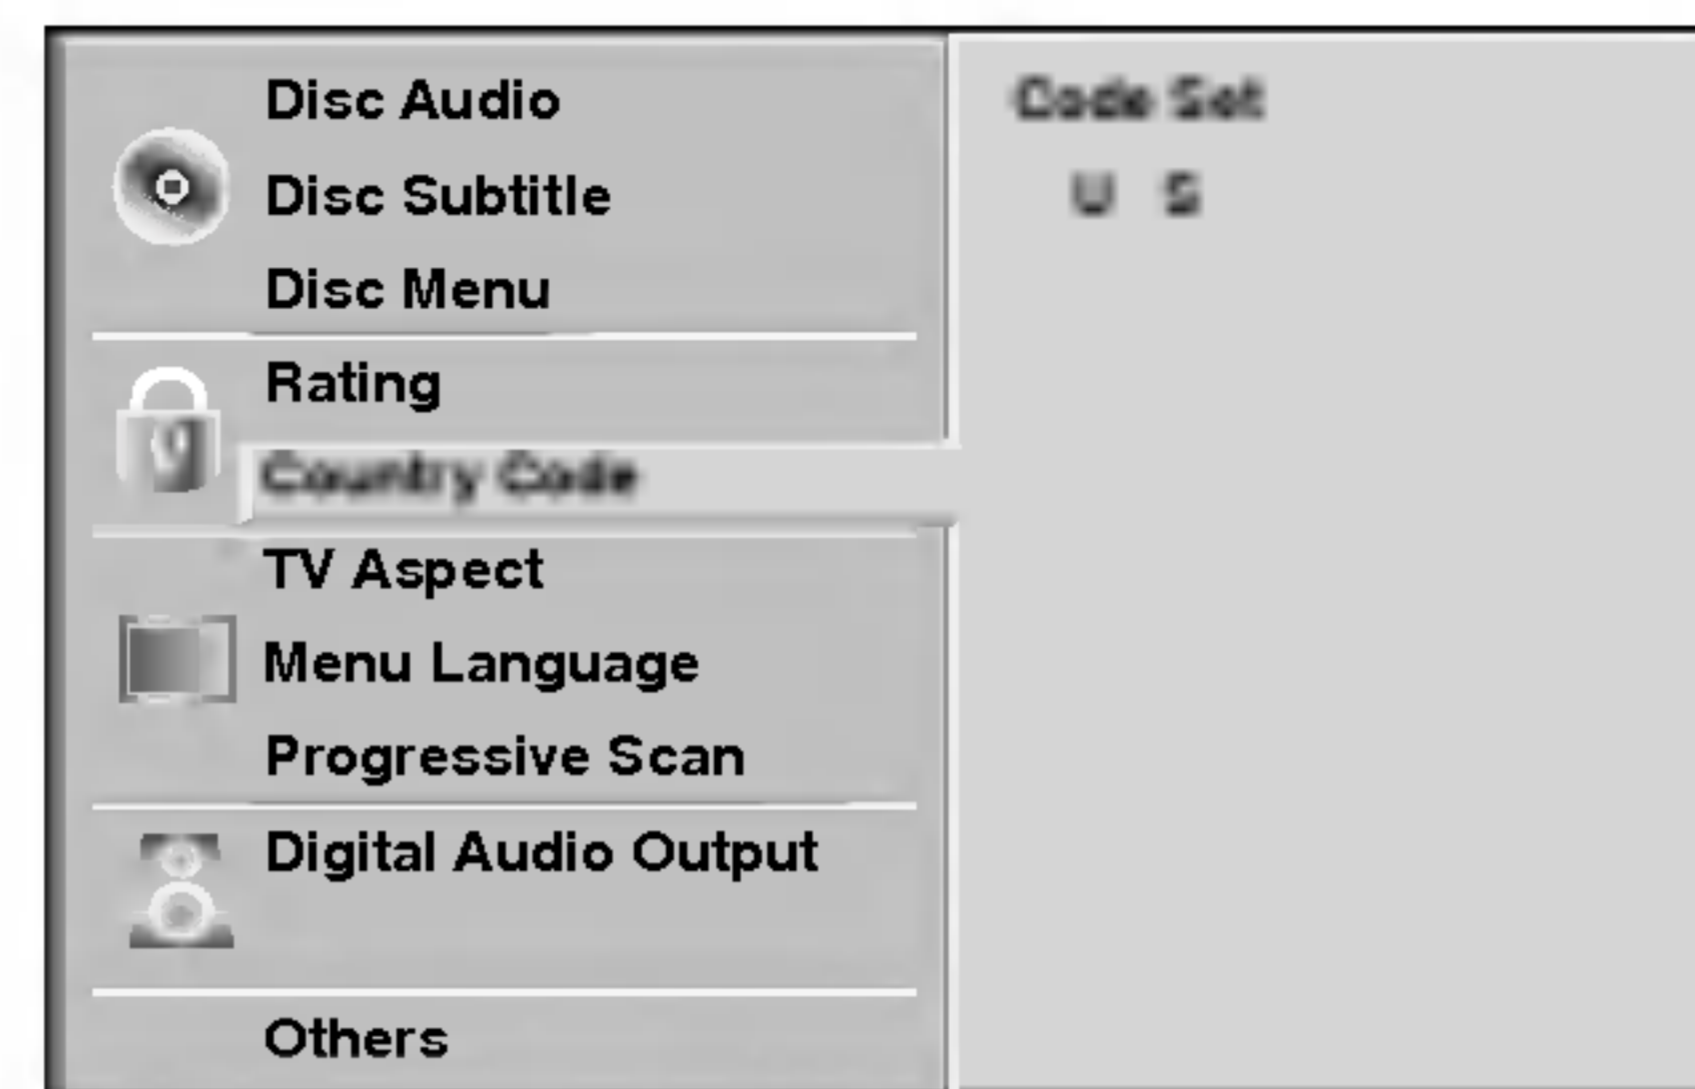 Disc Audio
Disc Subtitle
Disc Menu
Rating
Country Code
TV Aspect
Menu Language
Progressive Scan
Digital Audio Output
Others
Code Set
U S